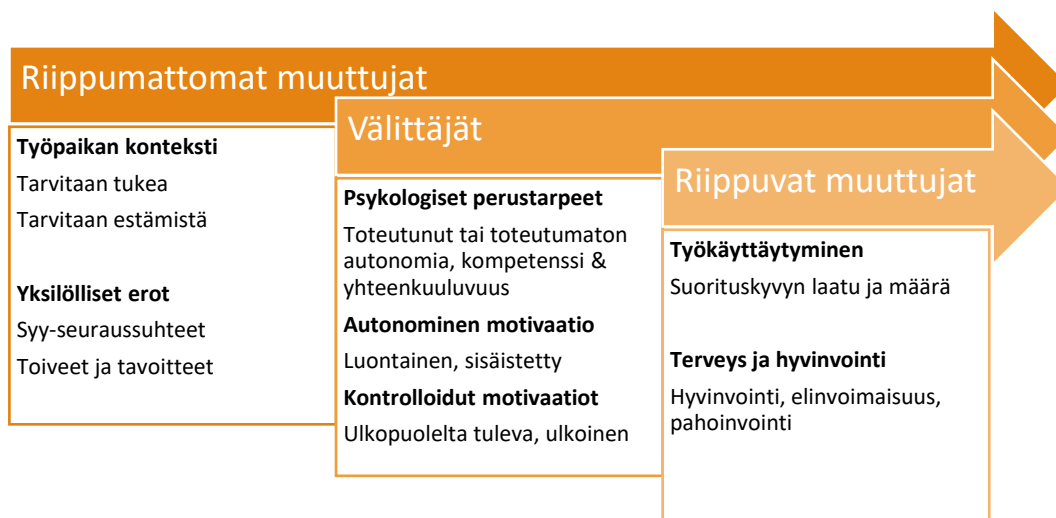 Riippumattomat muuttujat
Työpaikan konteksti
Tarvitaan tukea
Tarvitaan estämistä
Yksilölliset erot
Syy-seuraussuhteet
Toiveet ja tavoitteet
Välittäjät
Psykologiset perustarpeet
Toteutunut tai toteutumaton
autonomia, kompetenssi &
yhteenkuuluvuus
Autonominen motivaatio
Luontainen, sisäistetty
Kontrolloidut motivaatiot
Ulkopuolelta tuleva, ulkoinen
Riippuvat muuttujat
Työkäyttäytyminen
Suorituskyvyn laatu ja määrä
Terveys ja hyvinvointi
Hyvinvointi, elinvoimaisuus,
pahoinvointi